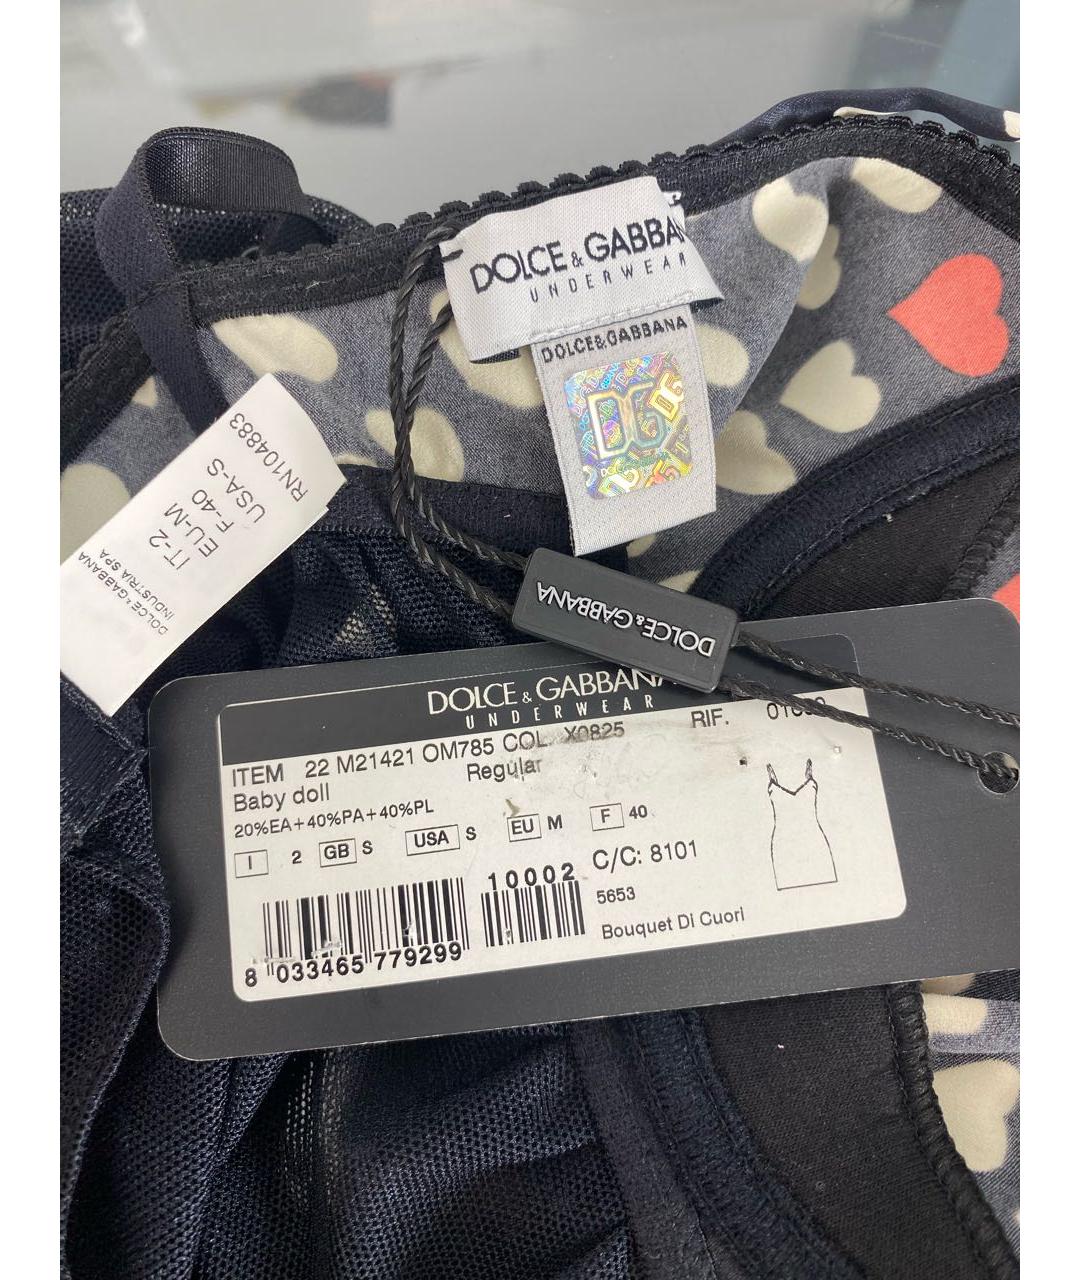 DOLCE & GABBA
UNDERWEAR
DOLCE&GABBANA
DG
RN104883
USA-S
F-40
EU-M
IT-2
DOLCE & GABBANA
INDUSTRIA SPA
DOLCE&GABBANA
DOLCE & GABBANA
UNDERWEAR
ITEM 22 M21421 OM785 COL. X0825 RIF.
Baby doll Regular
20%EA+40%PA+40%PL
I 2 GB S USA S EU M F 40
10002 C/C: 8101
5653
Bouquet Di Cuori
8 033465 779299